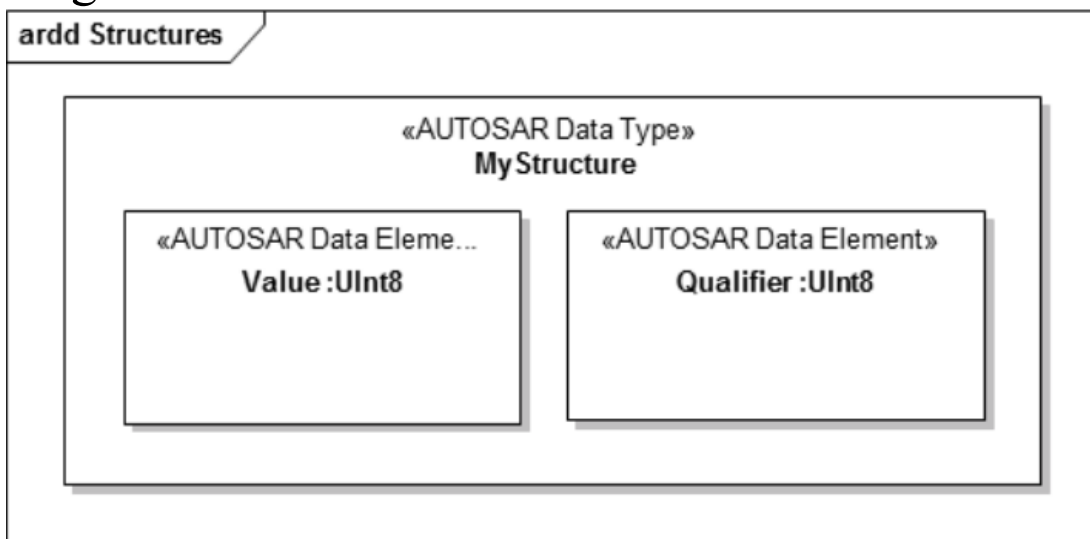 ardd Structures
«AUTOSAR Data Type»
MyStructure
«AUTOSAR Data Eleme...
Value :UInt8
«AUTOSAR Data Element»
Qualifier :UInt8